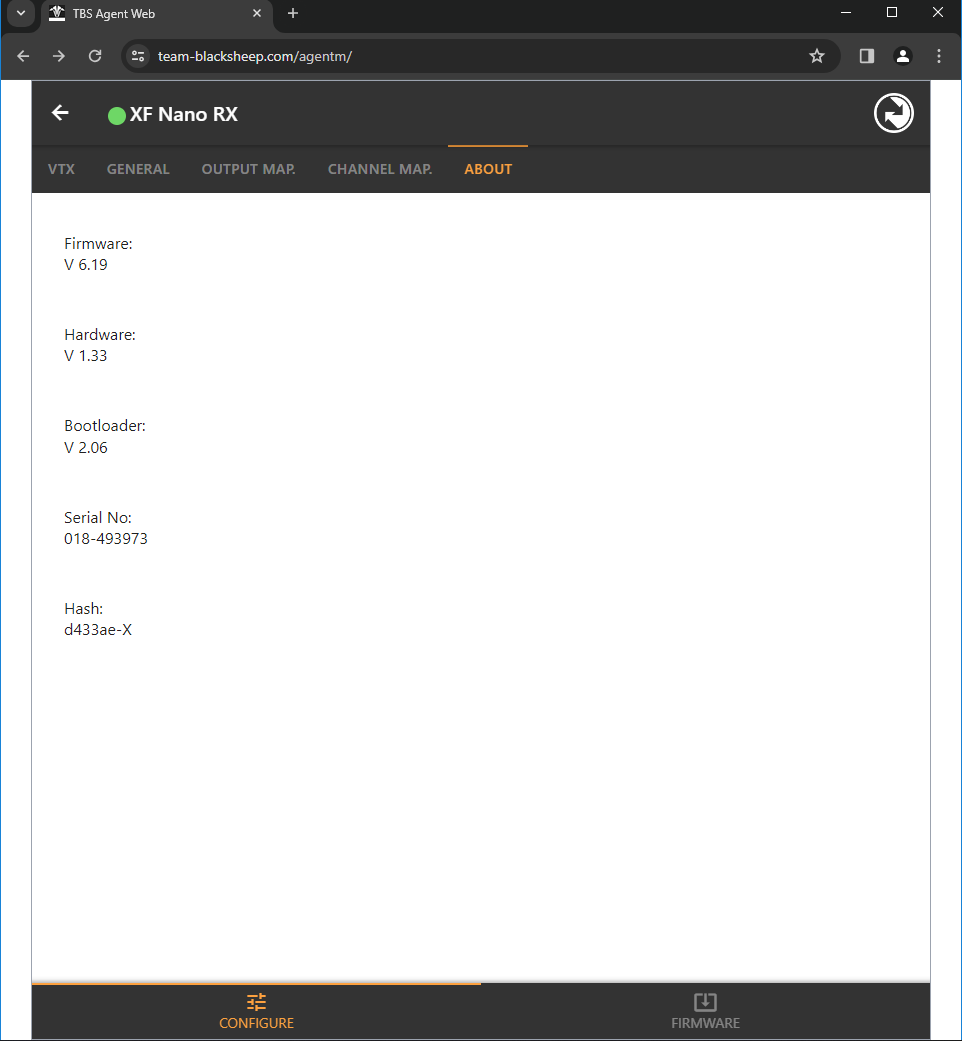 TBS Agent Web
team-blacksheep.com/agentm/
XF Nano RX
VTX GENERAL OUTPUT MAP. CHANNEL MAP. ABOUT
Firmware:
V 6.19
Hardware:
V 1.33
Bootloader:
V 2.06
Serial No:
018-493973
Hash:
d433ae-X
CONFIGURE FIRMWARE